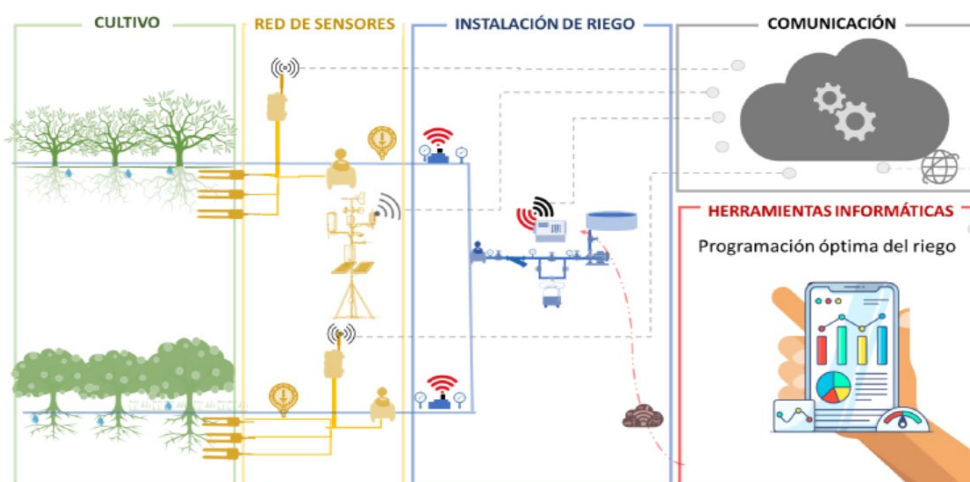 CULTIVO
RED DE SENSORES
INSTALACIÓN DE RIEGO
COMUNICACIÓN
HERRAMIENTAS INFORMÁTICAS
Programación óptima del riego